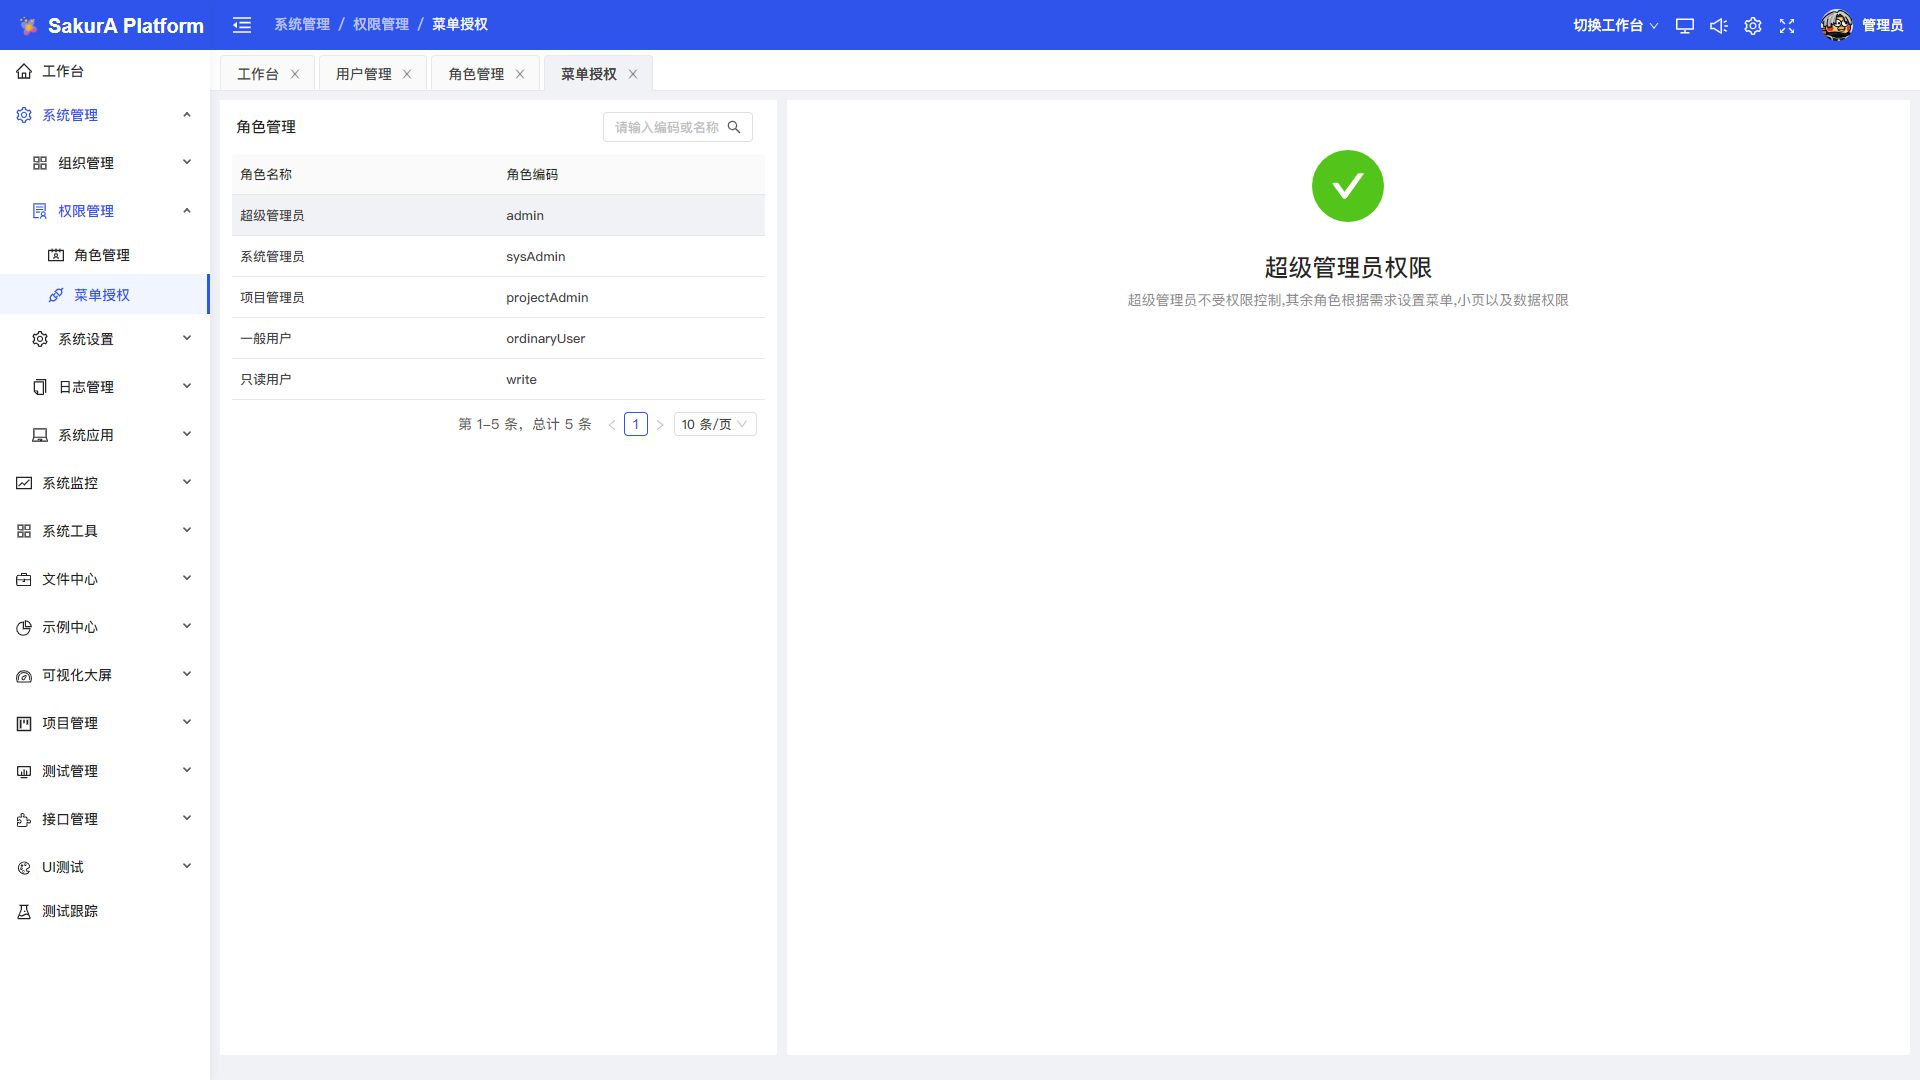 SakurA Platform
系统管理 / 权限管理 / 菜单授权
切换工作台
管理员
工作台
系统管理
组织管理
权限管理
角色管理
菜单授权
系统设置
日志管理
系统应用
系统监控
系统工具
文件中心
示例中心
可视化大屏
项目管理
测试管理
接口管理
UI测试
测试跟踪
工作台 用户管理 角色管理 菜单授权
角色管理
请输入编码或名称
角色名称 角色编码
超级管理员 admin
系统管理员 sysAdmin
项目管理员 projectAdmin
一般用户 ordinaryUser
只读用户 write
第 1-5 条，总计 5 条 1 10 条/页
超级管理员权限
超级管理员不受权限控制,其余角色根据需求设置菜单,小页以及数据权限